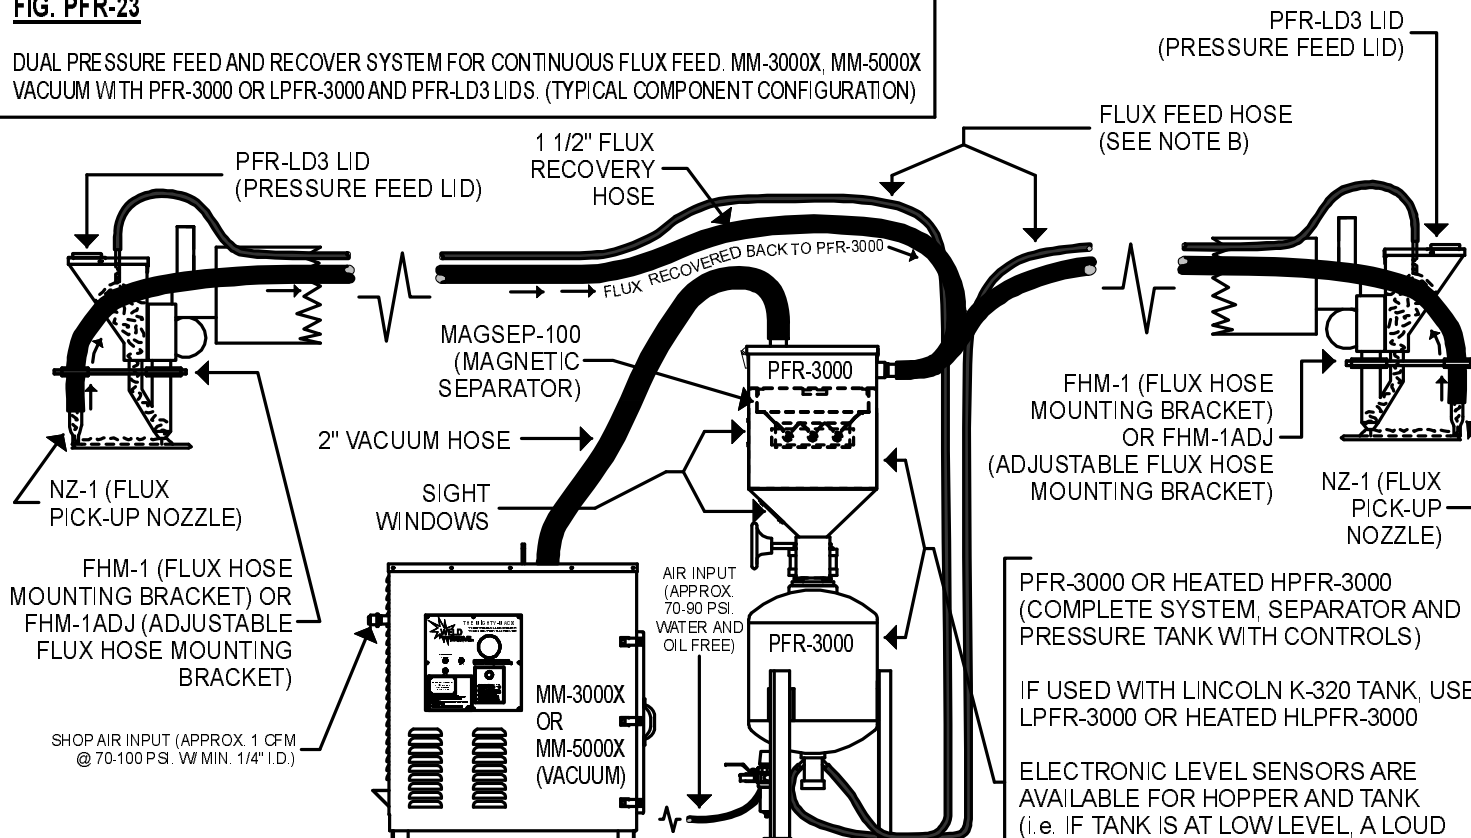 FIG. PFR-23
DUAL PRESSURE FEED AND RECOVER SYSTEM FOR CONTINUOUS FLUX FEED. MM-3000X, MM-5000X
VACUUM WITH PFR-3000 OR LPFR-3000 AND PFR-LD3 LIDS. (TYPICAL COMPONENT CONFIGURATION)
PFR-LD3 LID
(PRESSURE FEED LID)
FLUX FEED HOSE
(SEE NOTE B)
1 1/2" FLUX
RECOVERY
HOSE
PFR-LD3 LID
(PRESSURE FEED LID)
FLUX RECOVERED BACK TO PFR-3000
MAGSEP-100
(MAGNETIC
SEPARATOR)
PFR-3000
2" VACUUM HOSE
SIGHT
WINDOWS
FHM-1 (FLUX HOSE
MOUNTING BRACKET)
OR FHM-1ADJ
(ADJUSTABLE FLUX HOSE
MOUNTING BRACKET)
NZ-1 (FLUX
PICK-UP
NOZZLE)
NZ-1 (FLUX
PICK-UP NOZZLE)
FHM-1 (FLUX HOSE
MOUNTING BRACKET) OR
FHM-1ADJ (ADJUSTABLE
FLUX HOSE MOUNTING
BRACKET)
SHOP AIR INPUT (APPROX. 1 CFM
@ 70-100 PSI. W/ MIN. 1/4" I.D.)
THE MIGHTY-MACK
WELD
MM-3000X
OR
MM-5000X
(VACUUM)
AIR INPUT
(APPROX.
70-90 PSI.
WATER AND
OIL FREE)
PFR-3000
PFR-3000 OR HEATED HPFR-3000
(COMPLETE SYSTEM, SEPARATOR AND
PRESSURE TANK WITH CONTROLS)
IF USED WITH LINCOLN K-320 TANK, USE
LPFR-3000 OR HEATED HLPFR-3000
ELECTRONIC LEVEL SENSORS ARE
AVAILABLE FOR HOPPER AND TANK
(i.e. IF TANK IS AT LOW LEVEL, A LOUD